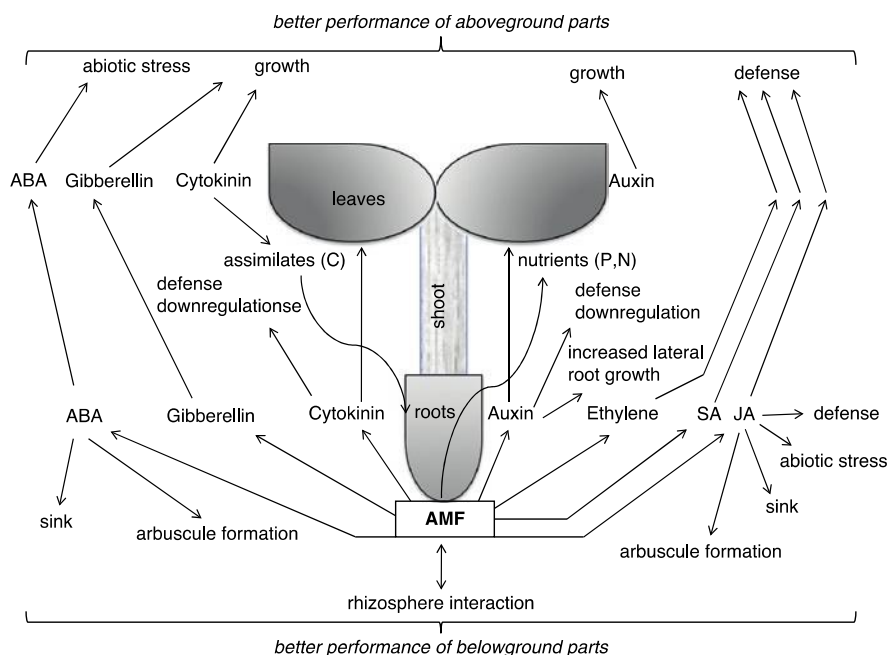 better performance of aboveground parts
abiotic stress
growth
growth
defense
ABA
Gibberellin
Cytokinin
Auxin
leaves
assimilates (C)
nutrients (P,N)
defense
downregulationse
defense
downregulation
shoot
increased lateral
root growth
ABA
Gibberellin
Cytokinin
roots
Auxin
Ethylene
SA
JA
defense
abiotic stress
sink
arbuscule formation
AMF
sink
arbuscule formation
rhizosphere interaction
better performance of belowground parts